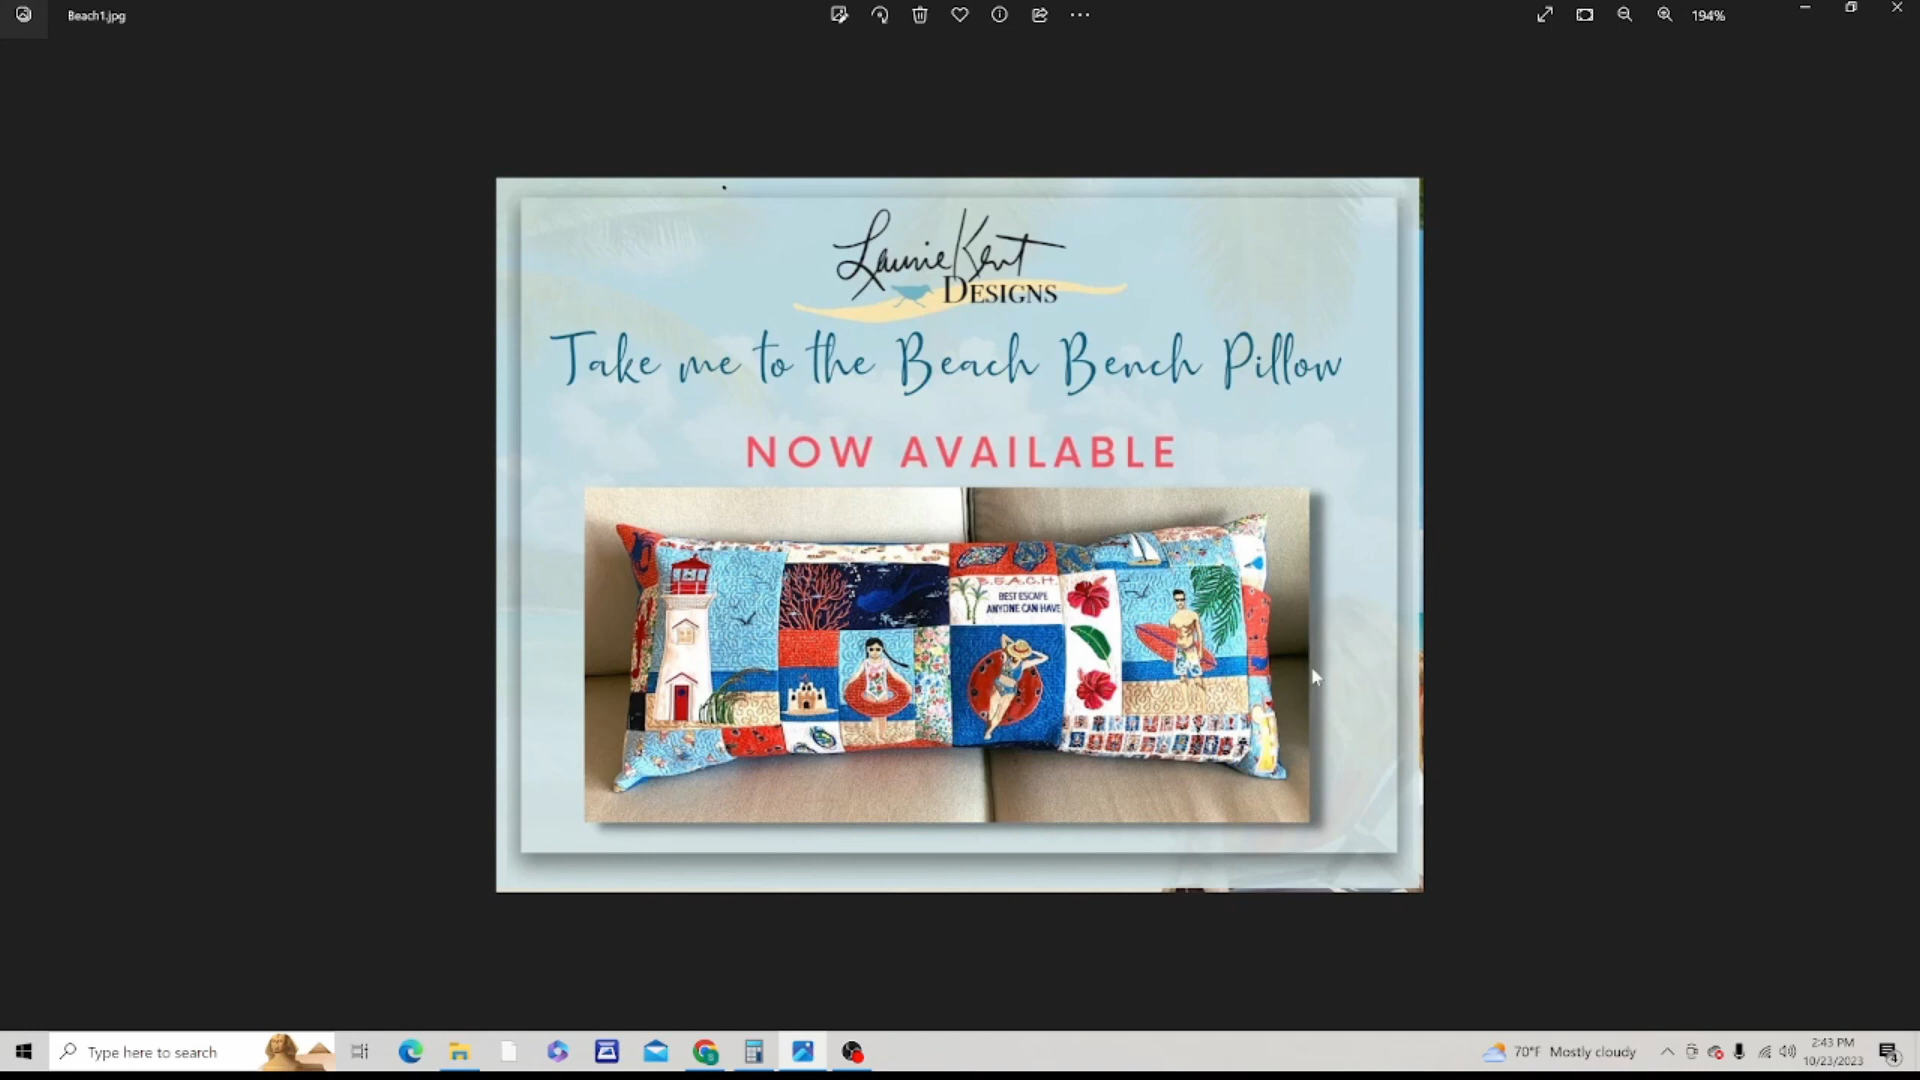 Beach1.jpg
194%
Laurie Kent
DESIGNS
Take me to the Beach Bench Pillow
NOW AVAILABLE
B.E.A.C.H.
BEST ESCAPE
ANYONE CAN HAVE
Type here to search
70°F Mostly cloudy
2:43 PM
10/23/2023
4